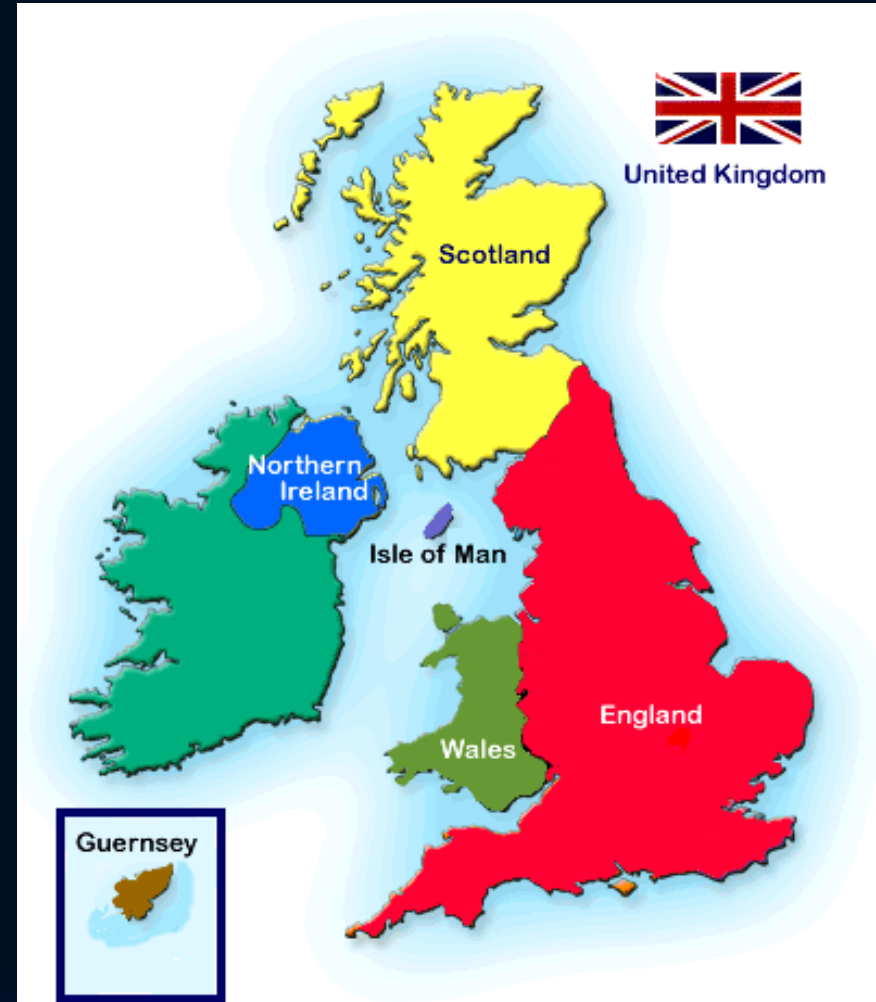 United Kingdom
Scotland
Northern
Ireland
Isle of Man
England
Wales
Guernsey